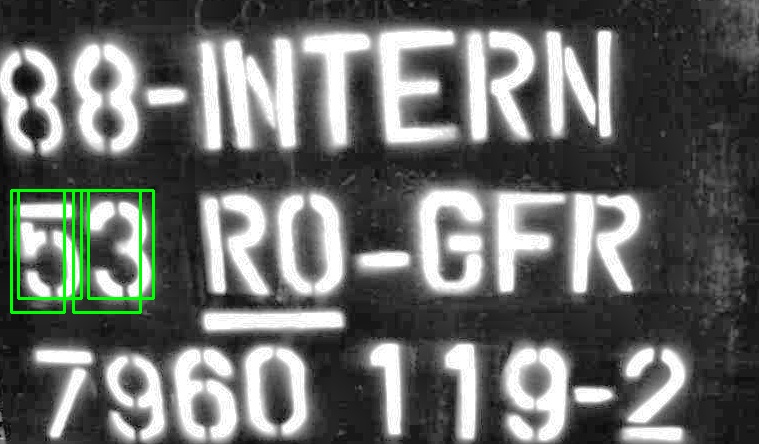 88-INTERN
53 RO-GFR
7960 119-2